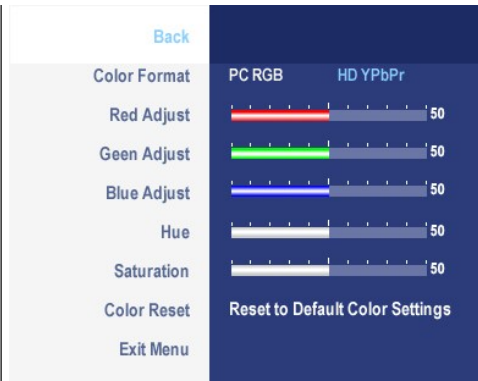 Back
Color Format PC RGB HD YPbPr
Red Adjust 50
Geen Adjust 50
Blue Adjust 50
Hue 50
Saturation 50
Color Reset Reset to Default Color Settings
Exit Menu